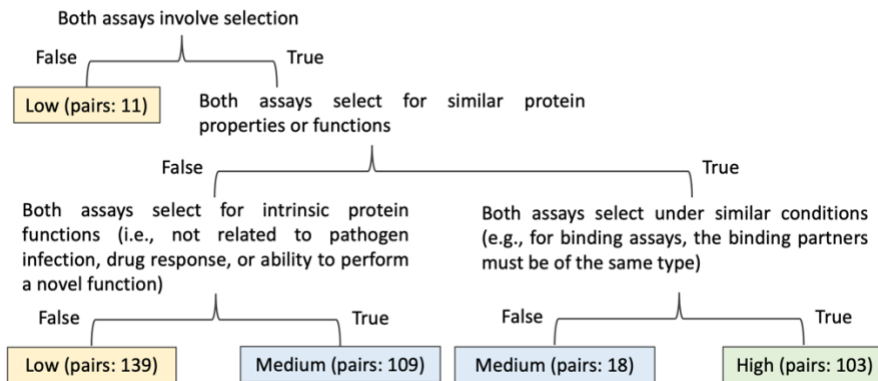 Both assays involve selection
False
True
Low (pairs: 11)
Both assays select for similar protein
properties or functions
False
True
Both assays select for intrinsic protein
functions (i.e., not related to pathogen
infection, drug response, or ability to perform
a novel function)
Both assays select under similar conditions
(e.g., for binding assays, the binding partners
must be of the same type)
False
True
False
True
Low (pairs: 139)
Medium (pairs: 109)
Medium (pairs: 18)
High (pairs: 103)